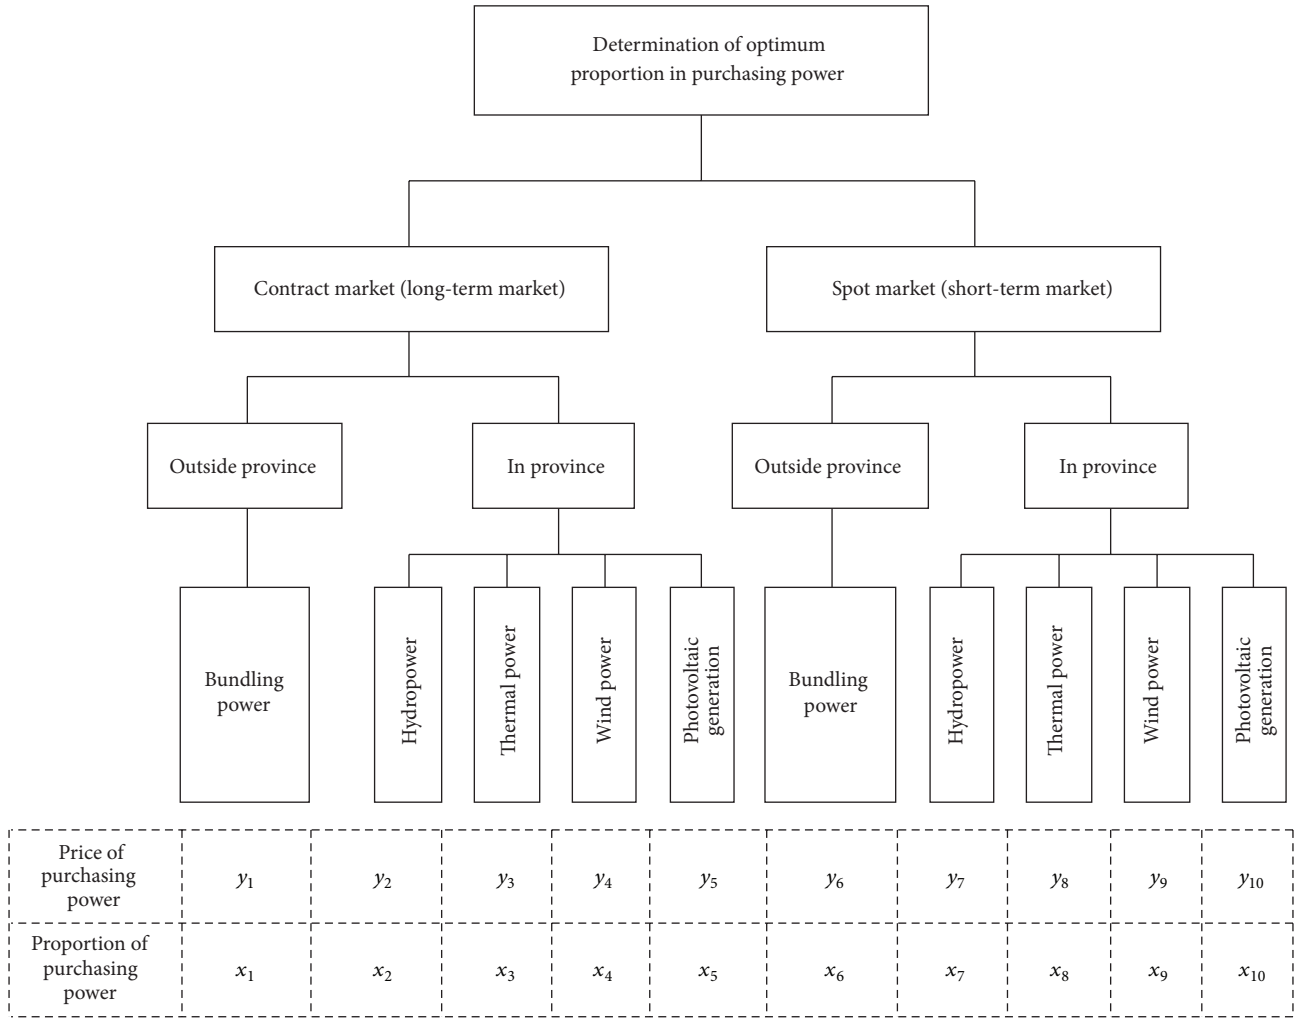 Determination of optimum
proportion in purchasing power
Contract market (long-term market)
Spot market (short-term market)
Outside province
In province
Outside province
In province
Bundling
power
Hydropower
Thermal power
Wind power
Photovoltaic
generation
Bundling
power
Hydropower
Thermal power
Wind power
Photovoltaic
generation
Price of
purchasing
power
y₁ y₂ y₃ y₄ y₅ y₆ y₇ y₈ y₉ y₁₀
Proportion of
purchasing
power
x₁ x₂ x₃ x₄ x₅ x₆ x₇ x₈ x₉ x₁₀